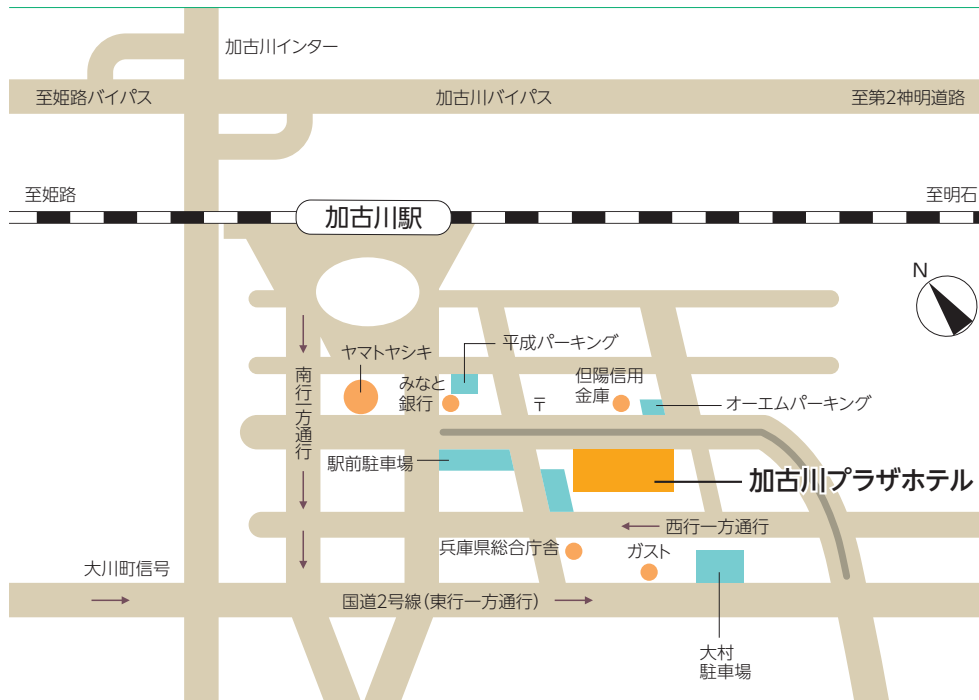 加古川インター
至姫路バイパス
加古川バイパス
至第2神明道路
至姫路
加古川駅
至明石
N
平成パーキング
ヤマトヤシキ
みなと
銀行
〒
但陽信用
金庫
オーエムパーキング
南行一方通行
駅前駐車場
加古川プラザホテル
西行一方通行
兵庫県総合庁舎
ガスト
大川町信号
国道2号線(東行一方通行)
大村
駐車場